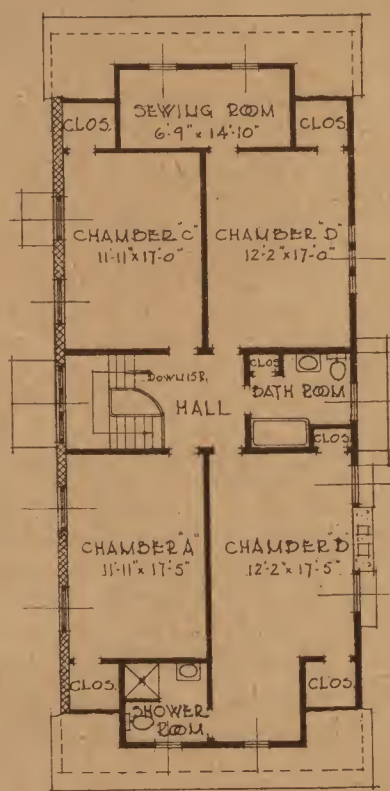 SEWING ROOM
6'-9" x 14'-10"
CLOS.
CLOS.
CHAMBER "C"
11'-11" x 17'-0"
CHAMBER "D"
12'-2" x 17'-0"
DOWN 15R.
HALL
CLOS
BATH ROOM
CLOS.
CHAMBER "A"
11'-11" x 17'-5"
CHAMBER "B"
12'-2" x 17'-5"
CLOS.
CLOS.
SHOWER
ROOM